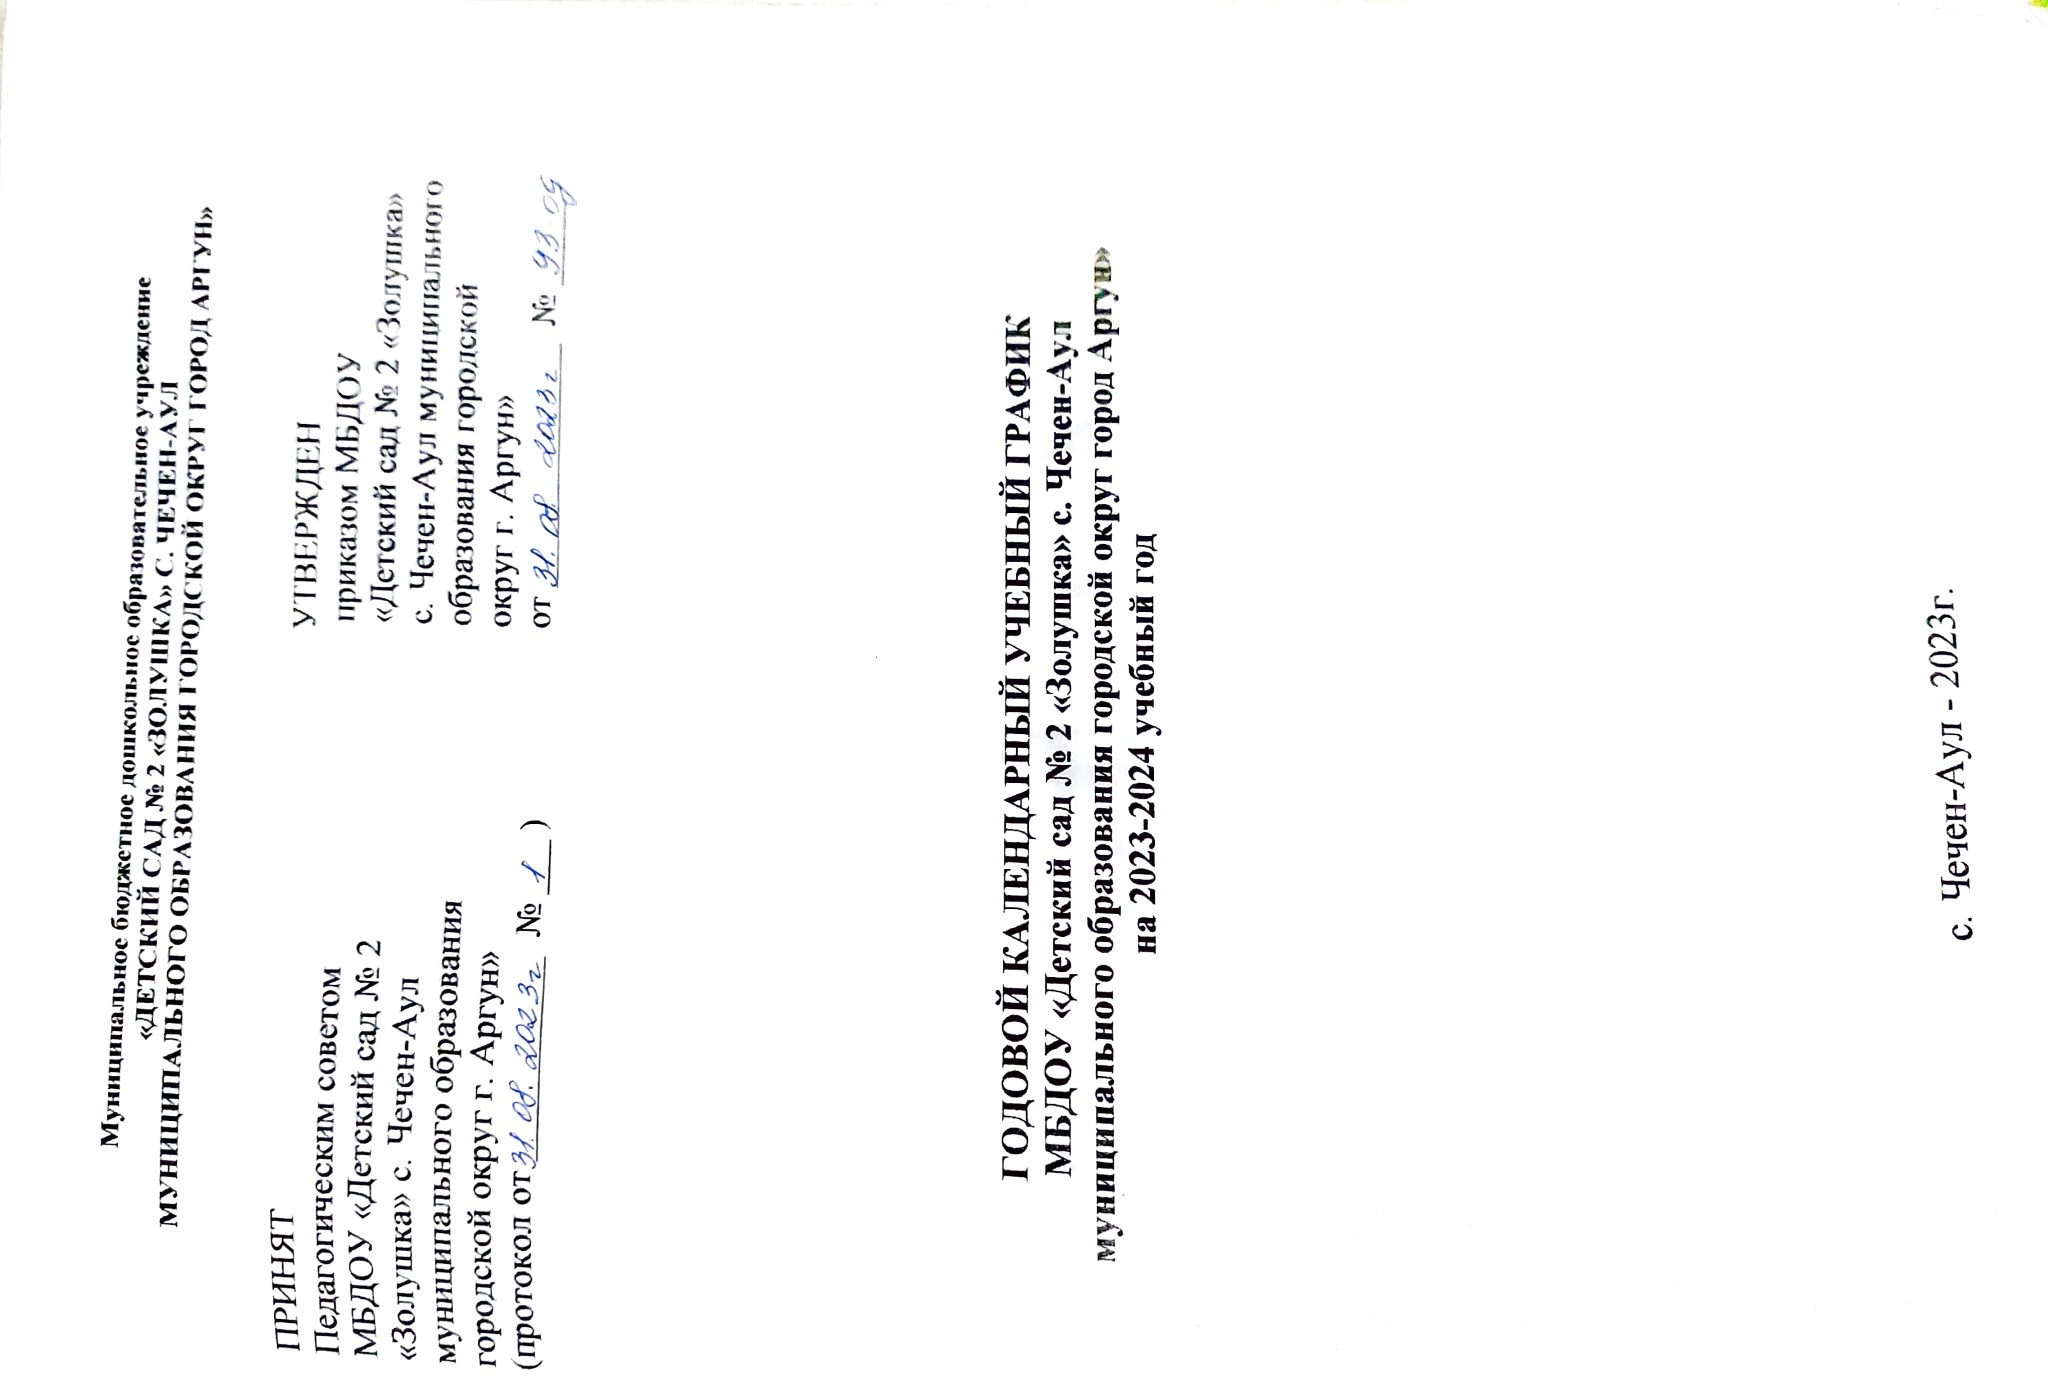 Муниципальное бюджетное дошкольное образовательное учреждение
«ДЕТСКИЙ САД № 2 «ЗОЛУШКА» С. ЧЕЧЕН-АУЛ
МУНИЦИПАЛЬНОГО ОБРАЗОВАНИЯ ГОРОДСКОЙ ОКРУГ ГОРОД АРГУН»
ПРИНЯТ
Педагогическим советом
МБДОУ «Детский сад № 2
«Золушка» с. Чечен-Аул
муниципального образования
городской округ г. Аргун»
(протокол от 31.08.2023г № 1 )
УТВЕРЖДЕН
приказом МБДОУ
«Детский сад № 2 «Золушка»
с. Чечен-Аул муниципального
образования городской
округ г. Аргун»
от 31.08 2023г №
ГОДОВОЙ КАЛЕНДАРНЫЙ УЧЕБНЫЙ ГРАФИК
МБДОУ «Детский сад № 2 «Золушка» с. Чечен-Аул
муниципального образования городской округ город Аргун»
на 2023-2024 учебный год
с. Чечен-Аул - 2023г.